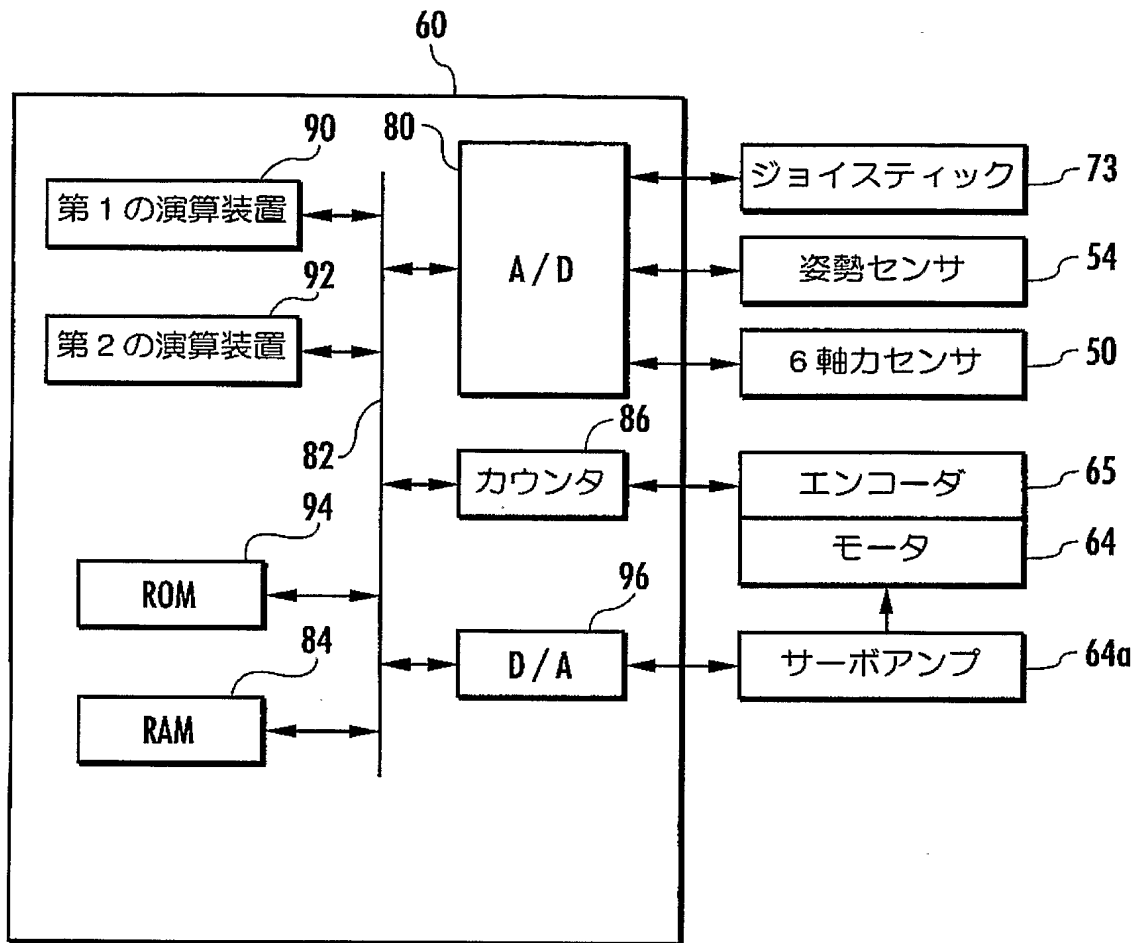 60
90
第1の演算装置
92
第2の演算装置
82
94
ROM
84
RAM
80
A/D
86
カウンタ
96
D/A
ジョイスティック
73
姿勢センサ
54
6軸力センサ
50
エンコーダ
65
モータ
64
サーボアンプ
64a